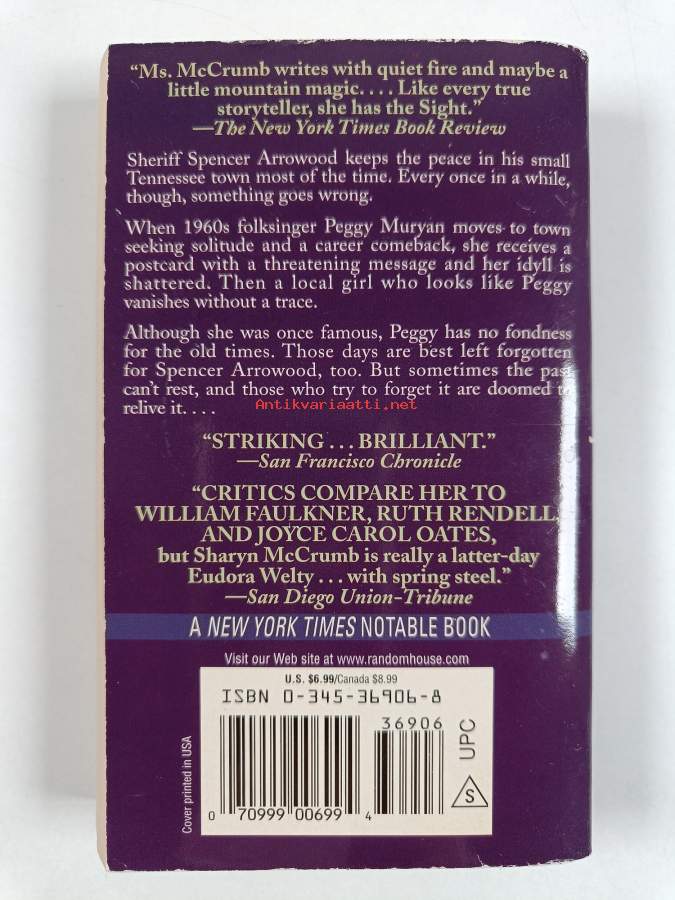 “Ms. McCrumb writes with quiet fire and maybe a
little mountain magic. . . . Like every true
storyteller, she has the Sight.”
—The New York Times Book Review
Sheriff Spencer Arrowood keeps the peace in his small
Tennessee town most of the time. Every once in a while,
though, something goes wrong.
When 1960s folksinger Peggy Muryan moves to town
seeking solitude and a career comeback, she receives a
postcard with a threatening message and her idyll is
shattered. Then a local girl who looks like Peggy
vanishes without a trace.
Although she was once famous, Peggy has no fondness
for the old times. Those days are best left forgotten
for Spencer Arrowood, too. But sometimes the past
can’t rest, and those who try to forget it are doomed to
relive it. . . .
Antikvariaatti.net
“STRIKING . . . BRILLIANT.”
—San Francisco Chronicle
“CRITICS COMPARE HER TO
WILLIAM FAULKNER, RUTH RENDELL,
AND JOYCE CAROL OATES,
but Sharyn McCrumb is really a latter-day
Eudora Welty . . . with spring steel.”
—San Diego Union-Tribune
A NEW YORK TIMES NOTABLE BOOK
Visit our Web site at www.randomhouse.com
U.S. $6.99/Canada $8.99
ISBN 0-345-36906-8
36906
0 70999 00699 4
UPC
S
Cover printed in USA